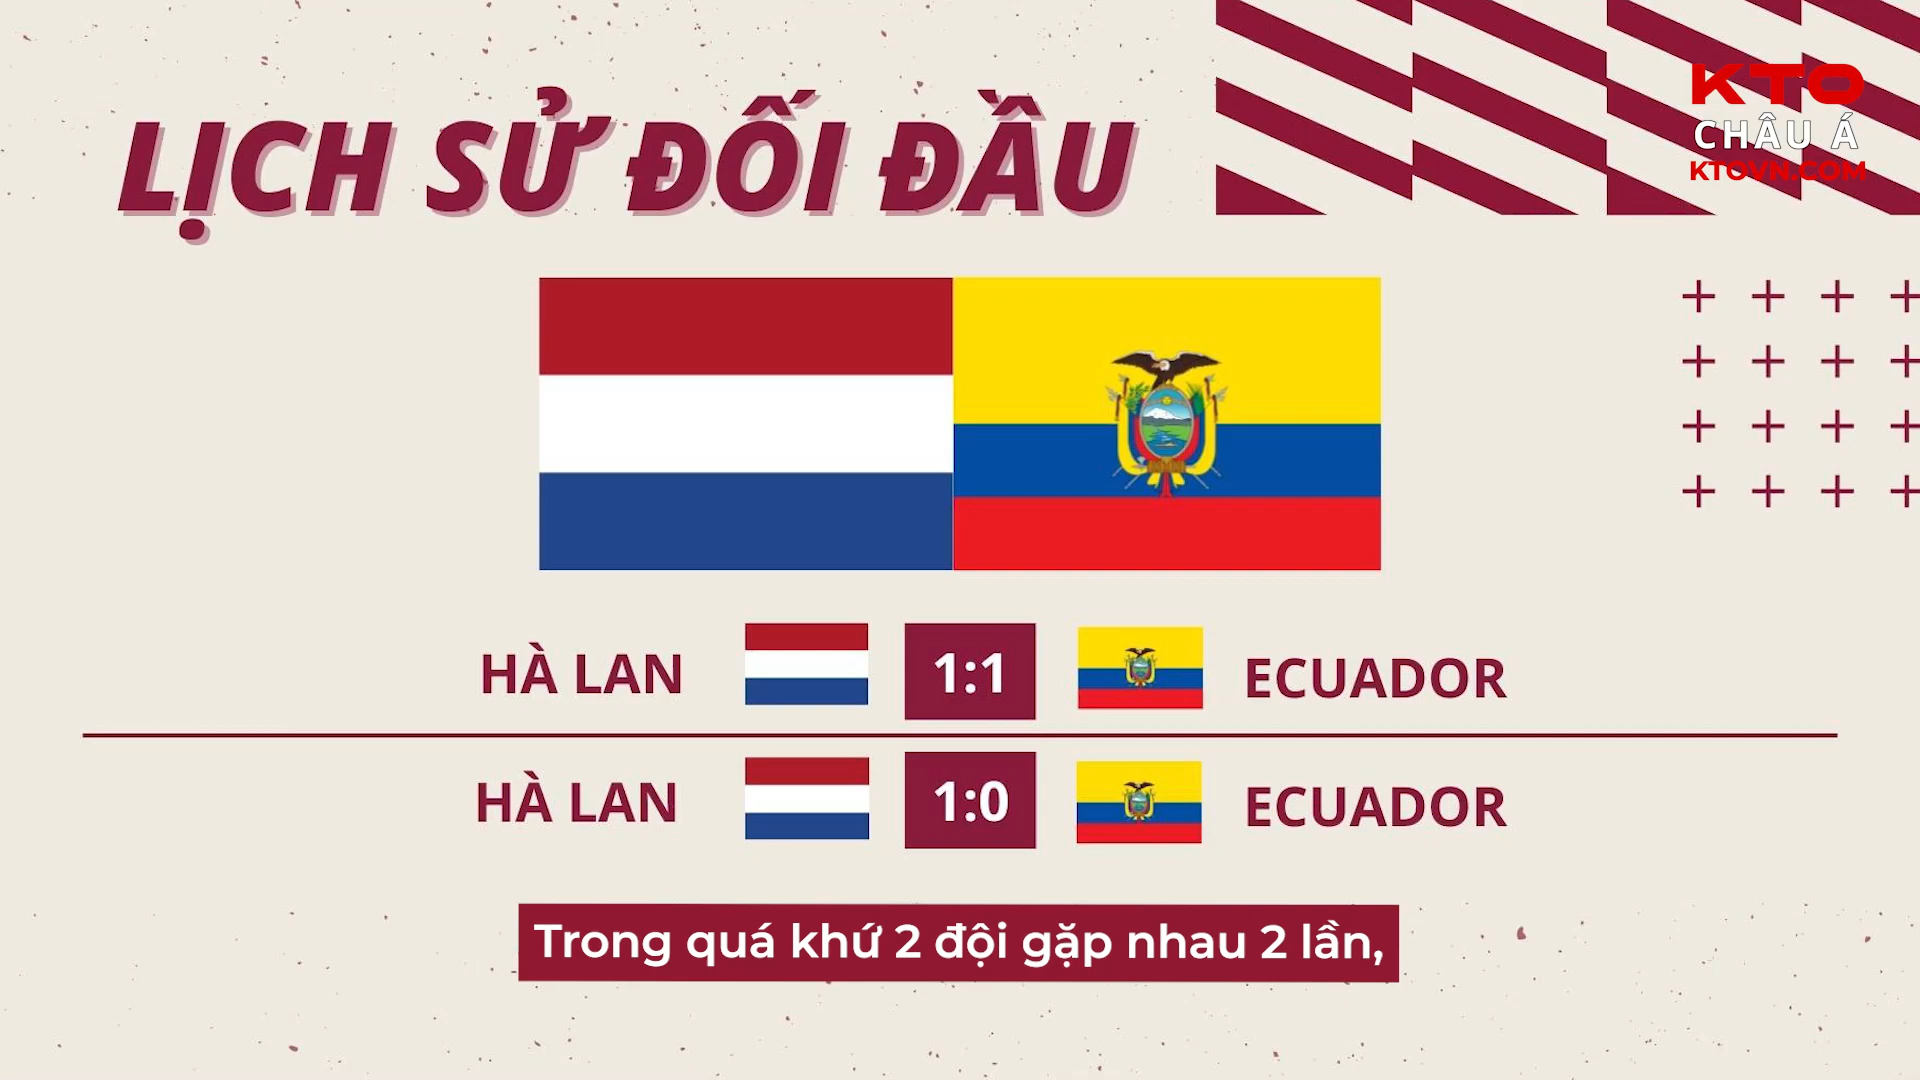 LỊCH SỬ ĐỐI ĐẦU
KTO
CHÂU Á
KTOVN.COM
HÀ LAN 1:1 ECUADOR
HÀ LAN 1:0 ECUADOR
Trong quá khứ 2 đội gặp nhau 2 lần,